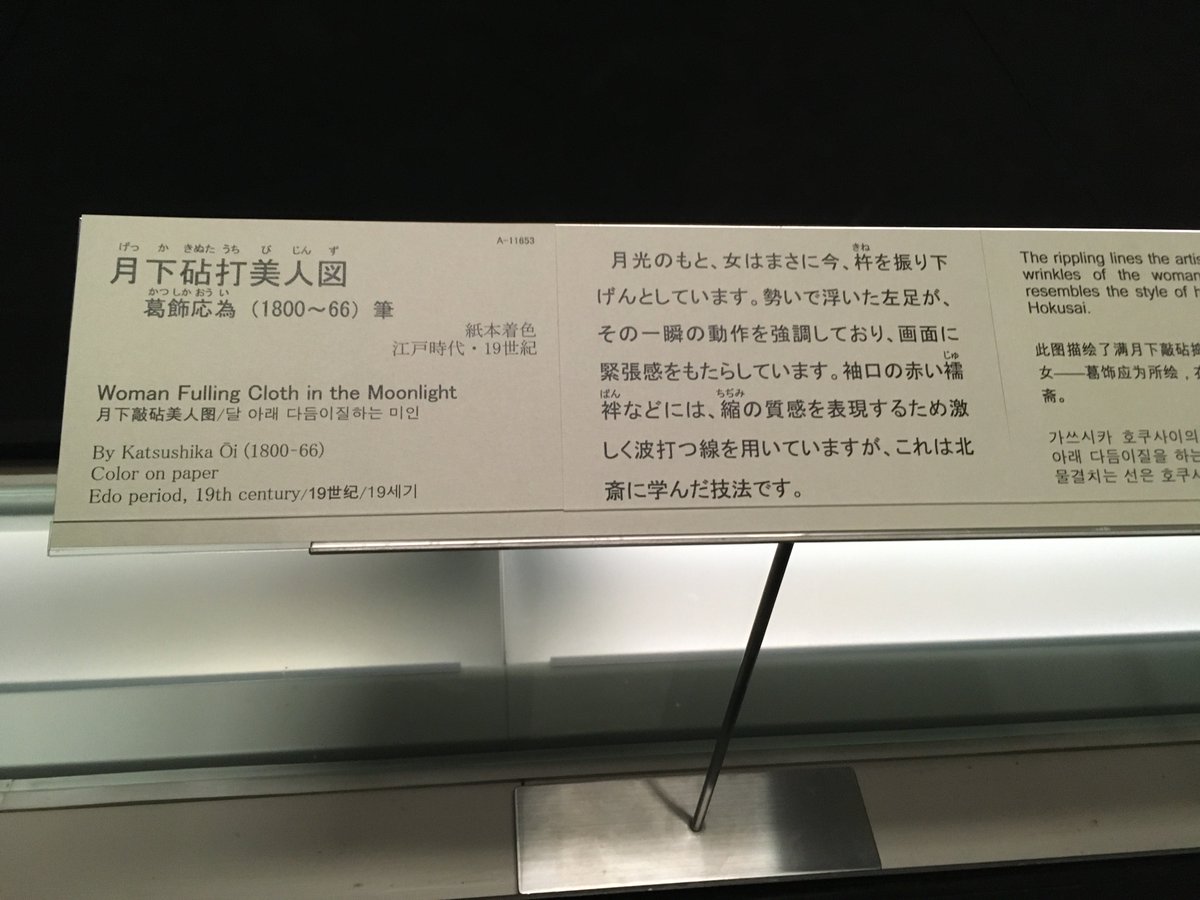 A-11653
げっ か きぬた うち び じん ず
月下砧打美人図
かつしか おう い
葛飾応為（1800～66）筆
紙本着色
江戸時代・19世紀
Woman Fulling Cloth in the Moonlight
月下敲砧美人图/달 아래 다듬이질하는 미인
By Katsushika Ōi (1800-66)
Color on paper
Edo period, 19th century/19世纪/19세기
きね
月光のもと、女はまさに今、杵を振り下
げんとしています。勢いで浮いた左足が、
その一瞬の動作を強調しており、画面に
緊張感をもたらしています。袖口の赤い襦
じゅ
ばん ちぢみ
袢などには、縮の質感を表現するため激
しく波打つ線を用いていますが、これは北
斎に学んだ技法です。
The rippling lines the
wrinkles of the woman
resembles the style of
Hokusai.
此图描绘了满月下敲砧
女——葛饰应为所绘，
斋。
가쓰시카 호쿠사이의
아래 다듬이질을 하는
물결치는 선은